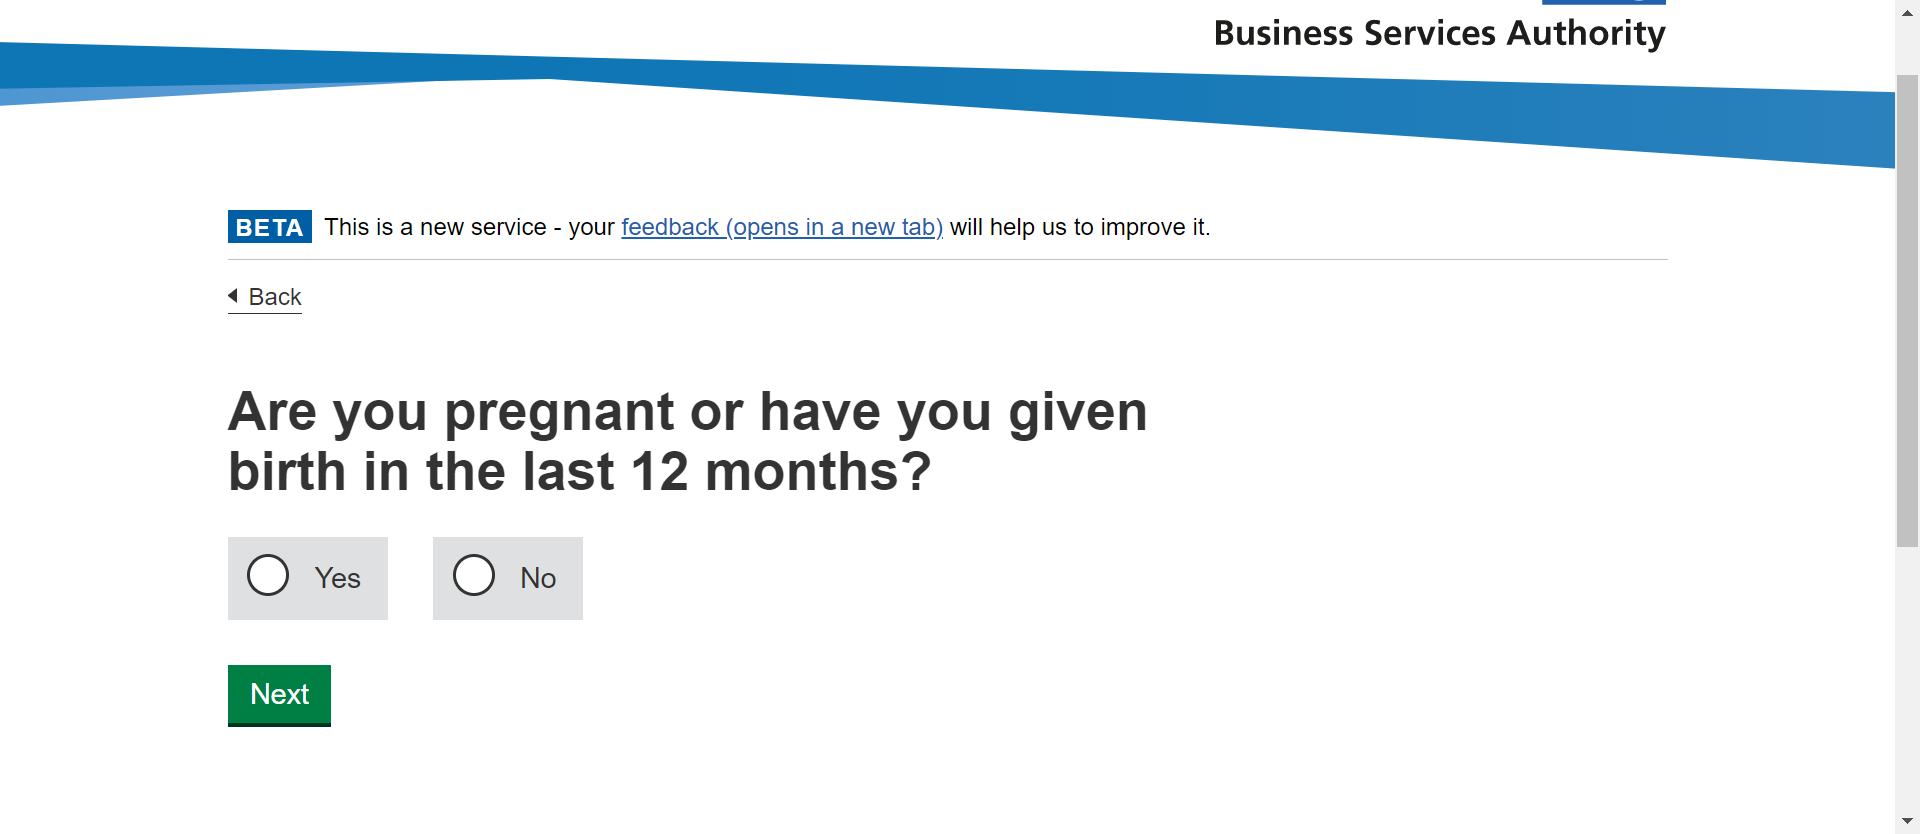 Business Services Authority
BETA This is a new service - your feedback (opens in a new tab) will help us to improve it.
Back
Are you pregnant or have you given
birth in the last 12 months?
Yes No
Next